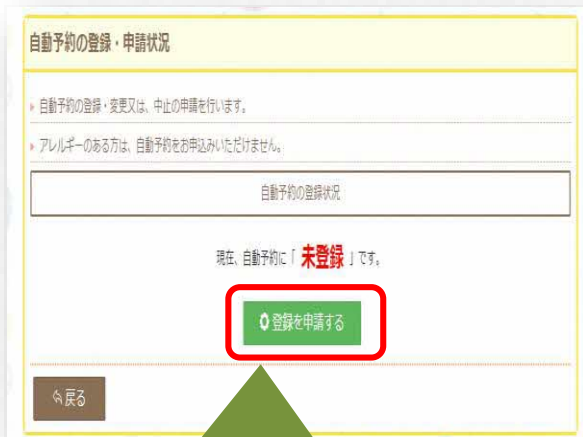 自動予約の登録・申請状況
自動予約の登録・変更又は、中止の申請を行います。
アレルギーのある方は、自動予約をお申込みいただけません。
自動予約の登録状況
現在、自動予約に「 未登録 」です。
登録を申請する
戻る